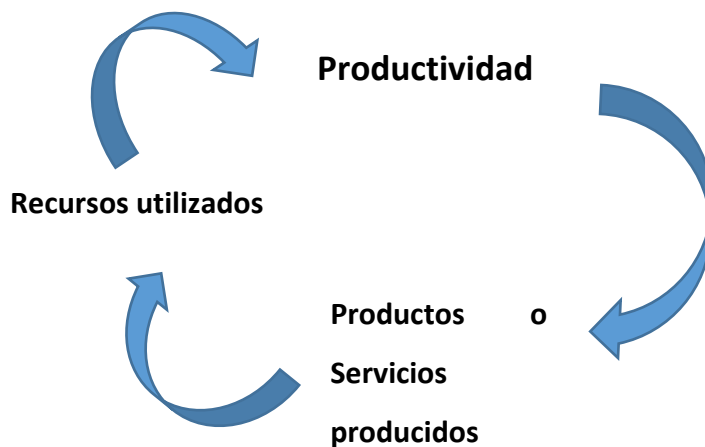 Productividad
Recursos utilizados
Productos o
Servicios
producidos